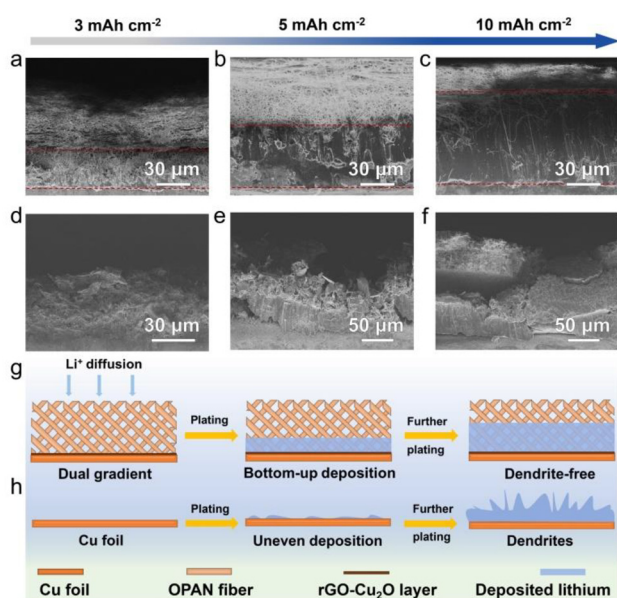 3 mAh cm⁻² 5 mAh cm⁻² 10 mAh cm⁻²
a b c
30 μm 30 μm 30 μm
d e f
30 μm 50 μm 50 μm
g Li⁺ diffusion
Plating Further
plating
Dual gradient Bottom-up deposition Dendrite-free
h
Plating Further
plating
Cu foil Uneven deposition Dendrites
Cu foil OPAN fiber rGO-Cu₂O layer Deposited lithium